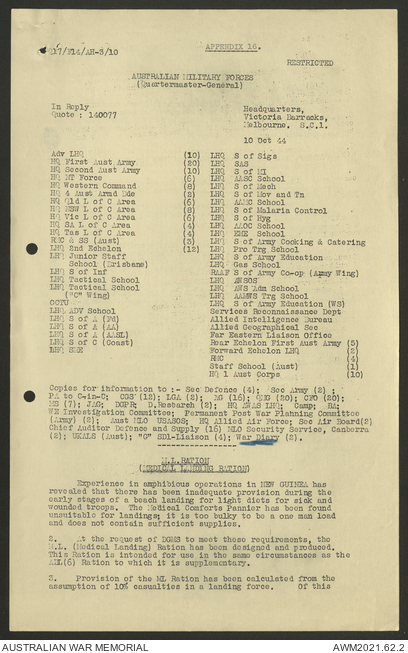 17/F14/AH-3/10
APPENDIX 16.
RESTRICTED
AUSTRALIAN MILITARY FORCES
(Quartermaster-General)
In Reply
Quote : 140077
Headquarters,
Victoria Barracks,
Melbourne. S.C.1.
10 Oct 44
Adv LHQ (10)
HQ First Aust Army (20)
HQ Second Aust Army (10)
HQ NT Force (6)
HQ Western Command (8)
HQ 4 Aust Armd Bde (2)
HQ Qld L of C Area (6)
HQ NSW L of C Area (8)
HQ Vic L of C Area (6)
HQ SA L of C Area (4)
HQ Tas L of C Area (4)
RMO & SS (Aust) (3)
LHQ 2nd Echelon (12)
LHQ Junior Staff
School (Brisbane)
LHQ S of Inf
LHQ Tactical School
LHQ Tactical School
("C" Wing)
OCTU
LHQ ADV School
LHQ S of A (Fd)
LHQ S of A (AA)
LHQ S of A (AASL)
LHQ S of C (Coast)
LHQ SME
LHQ S of Sigs
LHQ SAS
LHQ S of MI
LHQ AASC School
LHQ S of Mech
LHQ S of Mov and Tn
LHQ AAMC School
LHQ S of Malaria Control
LHQ S of Hyg
LHQ AAOC School
LHQ EME School
LHQ S of Army Cooking & Catering
LHQ Pro Trg School
LHQ S of Army Education
LHQ Gas School
RAAF S of Army Co-op (Army Wing)
LHQ AWSOS
LHQ AWS Adm School
LHQ AAMWS Trg School
LHQ S of Army Education (WS)
Services Reconnaissance Dept
Allied Intelligence Bureau
Allied Geographical Sec
Far Eastern Liaison Office
Rear Echelon First Aust Army (5)
Forward Echelon LHQ (2)
RMC (4)
Staff School (Aust) (1)
HQ 1 Aust Corps (10)
Copies for information to :- Sec Defence (4); Sec Army (2) ;
PA to C-in-C; CGS (12); LGA (2); AG (16); QMG (20); CFO (20);
MS (7); JAG; DGPR; D.Research (2); HQ AWAS LHQ; Camp; BA
WE Investigation Committee; Permanent Post War Planning Committee
(Army) (2); Aust MLO USASOS; HQ Allied Air Force; Sec Air Board(2)
Chief Auditor Defence and Supply (16) MLO Security Service, Canberra
(2); UKALS (Aust); "G" SD1-Liaison (4); War Diary (2).
M.L. RATION
(MEDICAL LANDING RATION)
Experience in amphibious operations in NEW GUINEA has
revealed that there has been inadequate provision during the
early stages of a beach landing for light diets for sick and
wounded troops. The Medical Comforts Pannier has been found
unsuitable for landings; it is too bulky to be a one man load
and does not contain sufficient supplies.
2. At the request of DGMS to meet these requirements, the
M.L. (Medical Landing) Ration has been designed and produced.
This Ration is intended for use in the same circumstances as the
AIL(6) Ration to which it is supplementary.
3. Provision of the ML Ration has been calculated from the
assumption of 10% casualties in a landing force. Of this
AUSTRALIAN WAR MEMORIAL
AWM2021.62.2